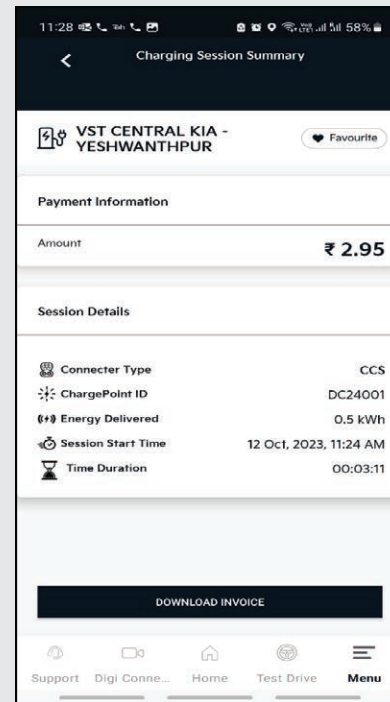 11:28
58%
Charging Session Summary
VST CENTRAL KIA -
YESHWANTHPUR
Favourite
Payment Information
Amount
₹ 2.95
Session Details
Connecter Type CCS
ChargePoint ID DC24001
Energy Delivered 0.5 kWh
Session Start Time 12 Oct, 2023, 11:24 AM
Time Duration 00:03:11
DOWNLOAD INVOICE
Support Digi Conne... Home Test Drive Menu